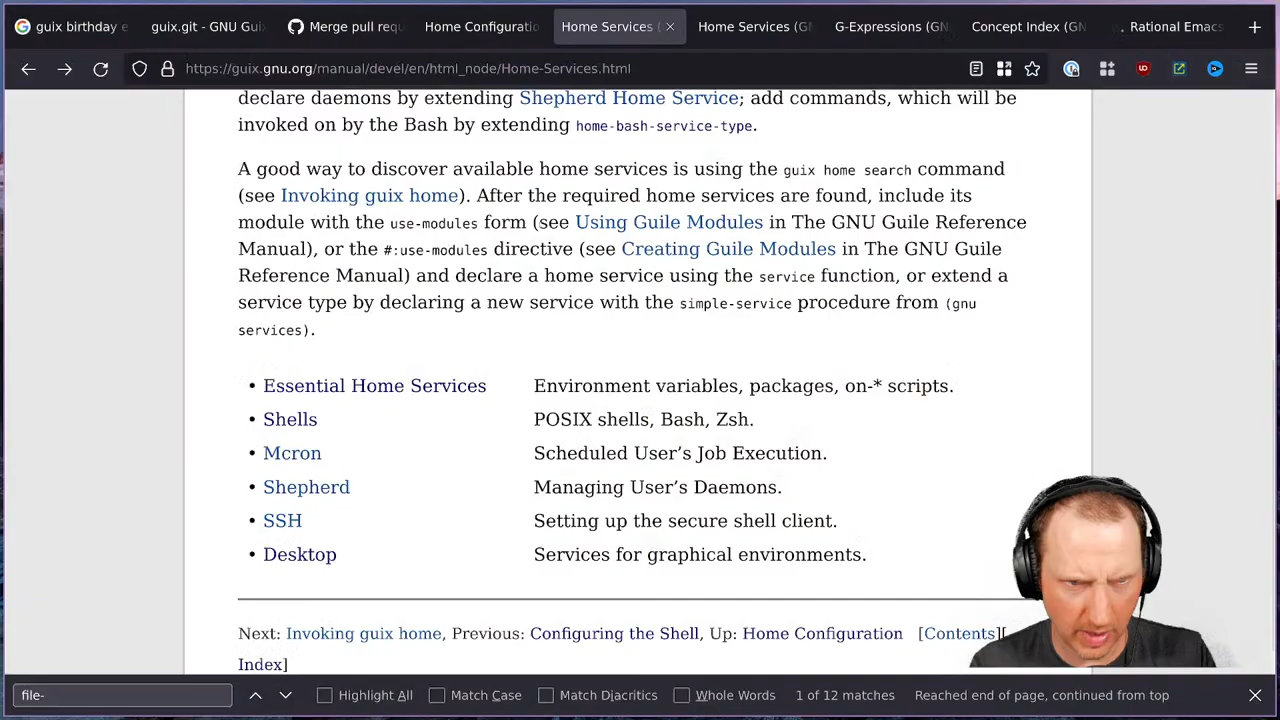 guix birthday e
guix.git - GNU Gui
Merge pull requ
Home Configuratio
Home Services (
Home Services (G
G-Expressions (GN
Concept Index (GN
Rational Emacs
https://guix.gnu.org/manual/devel/en/html_node/Home-Services.html
declare daemons by extending Shepherd Home Service; add commands, which will be
invoked on by the Bash by extending home-bash-service-type.
A good way to discover available home services is using the guix home search command
(see Invoking guix home). After the required home services are found, include its
module with the use-modules form (see Using Guile Modules in The GNU Guile Reference
Manual), or the #:use-modules directive (see Creating Guile Modules in The GNU Guile
Reference Manual) and declare a home service using the service function, or extend a
service type by declaring a new service with the simple-service procedure from (gnu
services).
• Essential Home Services Environment variables, packages, on-* scripts.
• Shells POSIX shells, Bash, Zsh.
• Mcron Scheduled User’s Job Execution.
• Shepherd Managing User’s Daemons.
• SSH Setting up the secure shell client.
• Desktop Services for graphical environments.
Next: Invoking guix home, Previous: Configuring the Shell, Up: Home Configuration [Contents][
Index]
file- Highlight All Match Case Match Diacritics Whole Words 1 of 12 matches Reached end of page, continued from top